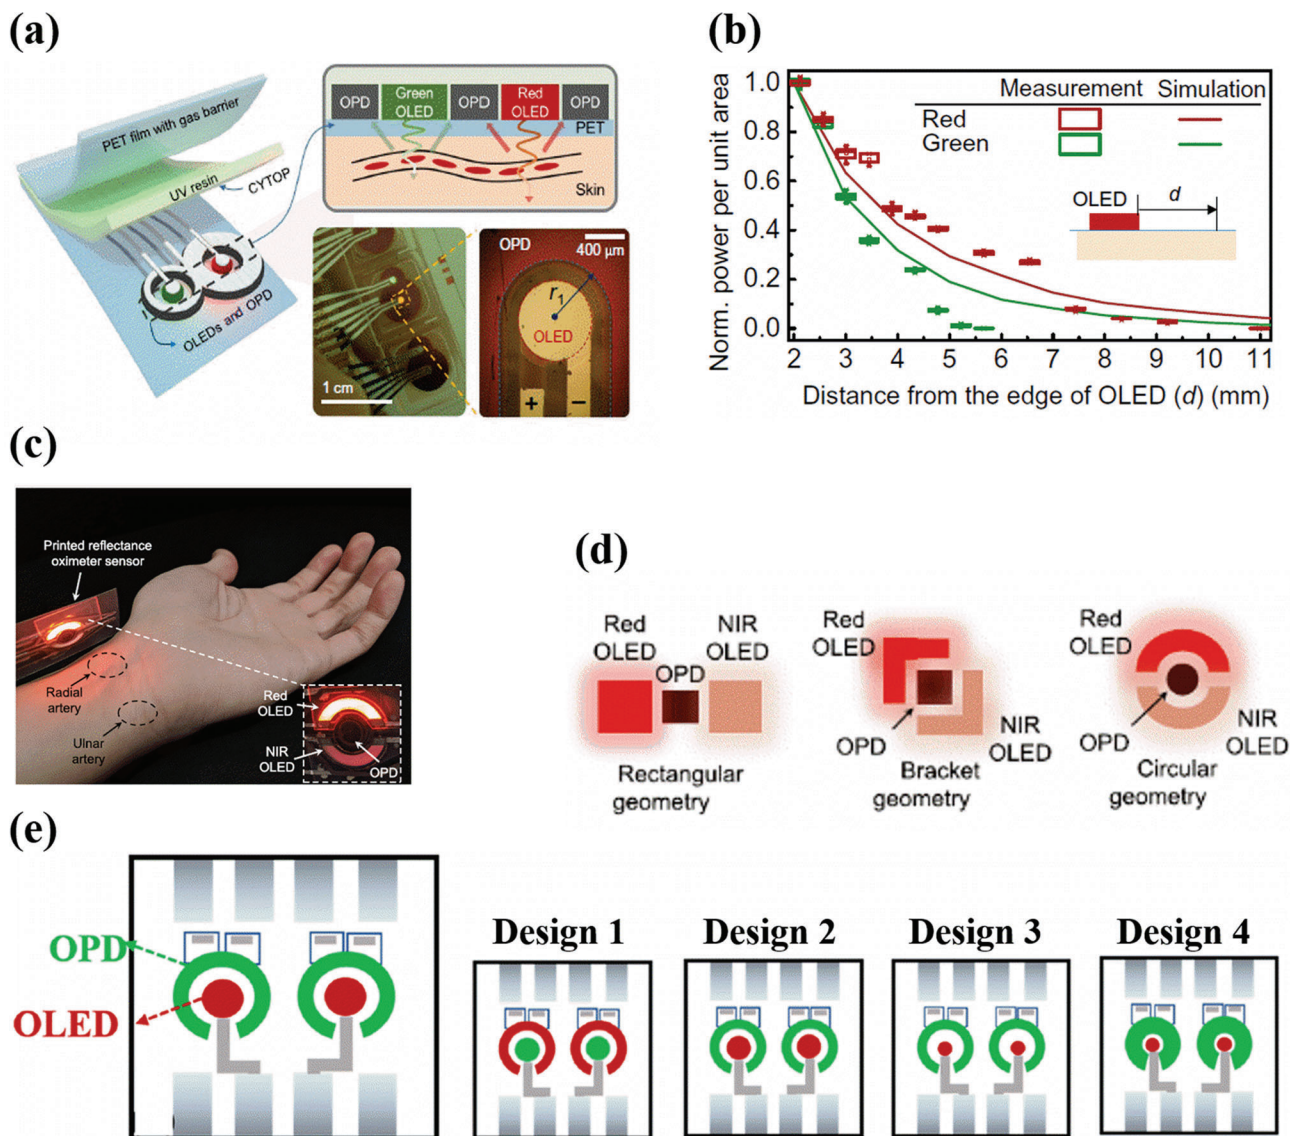 (a)
PET film with gas barrier
UV resin
CYTOP
OLEDs and OPD
OPD
Green
OLED
OPD
Red
OLED
OPD
PET
Skin
1 cm
OPD
400 μm
r1
OLED
+ −
(b)
Norm. power per unit area
1.0
0.8
0.6
0.4
0.2
0.0
Measurement Simulation
Red
Green
OLED d
2 3 4 5 6 7 8 9 10 11
Distance from the edge of OLED (d) (mm)
(c)
Printed reflectance
oximeter sensor
Radial
artery
Ulnar
artery
Red
OLED
NIR
OLED
OPD
(d)
Red
OLED
OPD
NIR
OLED
Rectangular
geometry
Red
OLED
OPD
NIR
OLED
Bracket
geometry
Red
OLED
OPD
NIR
OLED
Circular
geometry
(e)
OPD
OLED
Design 1
Design 2
Design 3
Design 4